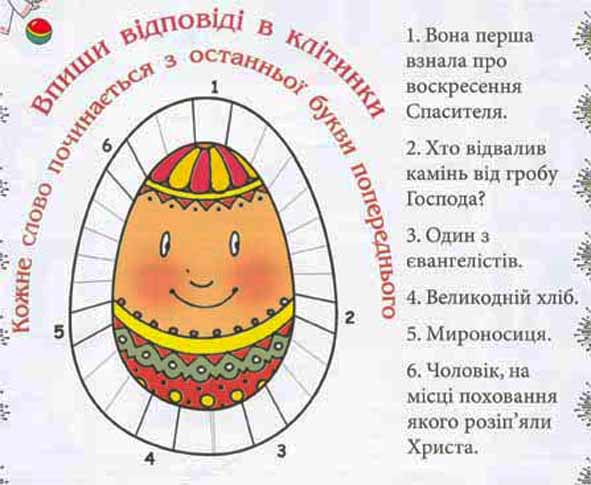 Впиши відповіді в клітинки
Кожне слово починається з останньої букви попереднього
1
2
3
4
5
6
1. Вона перша
взнала про
воскресення
Спасителя.
2. Хто відвалив
камінь від гробу
Господа?
3. Один з
євангелістів.
4. Великодній хліб.
5. Мироносиця.
6. Чоловік, на
місці поховання
якого розіп’яли
Христа.